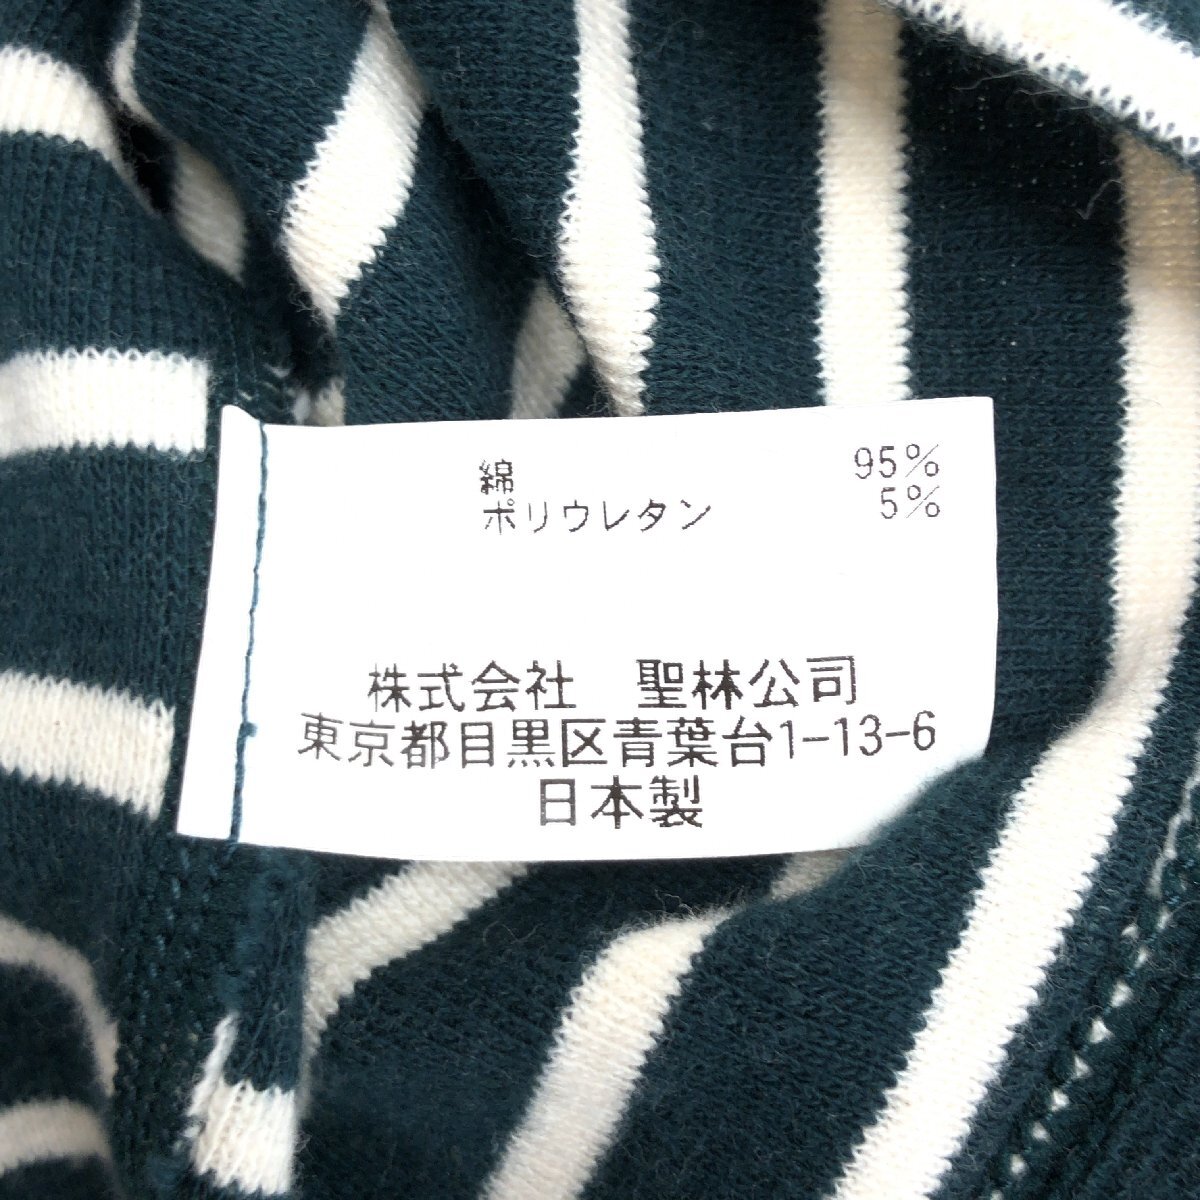 綿 95%
ポリウレタン 5%
株式会社 聖林公司
東京都目黒区青葉台1-13-6
日本製